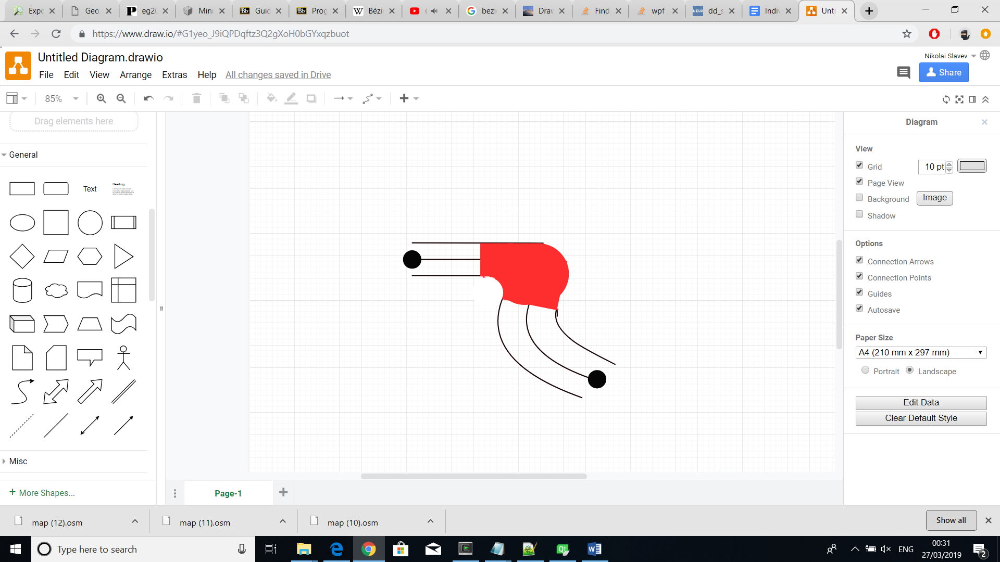 Expo
Geo.
eg20
Mini
Guid
Prog
Bézi
(
bezi
Draw
Find
wpf
dd_s
Indiv
Unti
https://www.draw.io/#G1yeo_J9iQPDqftz3Q2gXoH0bGYxqzbuot
Untitled Diagram.drawio
Nikolai Slavev
File Edit View Arrange Extras Help All changes saved in Drive
Share
85%
Drag elements here
General
Text
Heading
Misc
+ More Shapes...
Page-1
Diagram
View
Grid 10 pt
Page View
Background Image
Shadow
Options
Connection Arrows
Connection Points
Guides
Autosave
Paper Size
A4 (210 mm x 297 mm)
Portrait Landscape
Edit Data
Clear Default Style
map (12).osm
map (11).osm
map (10).osm
Show all
Type here to search
ENG
00:31
27/03/2019
2